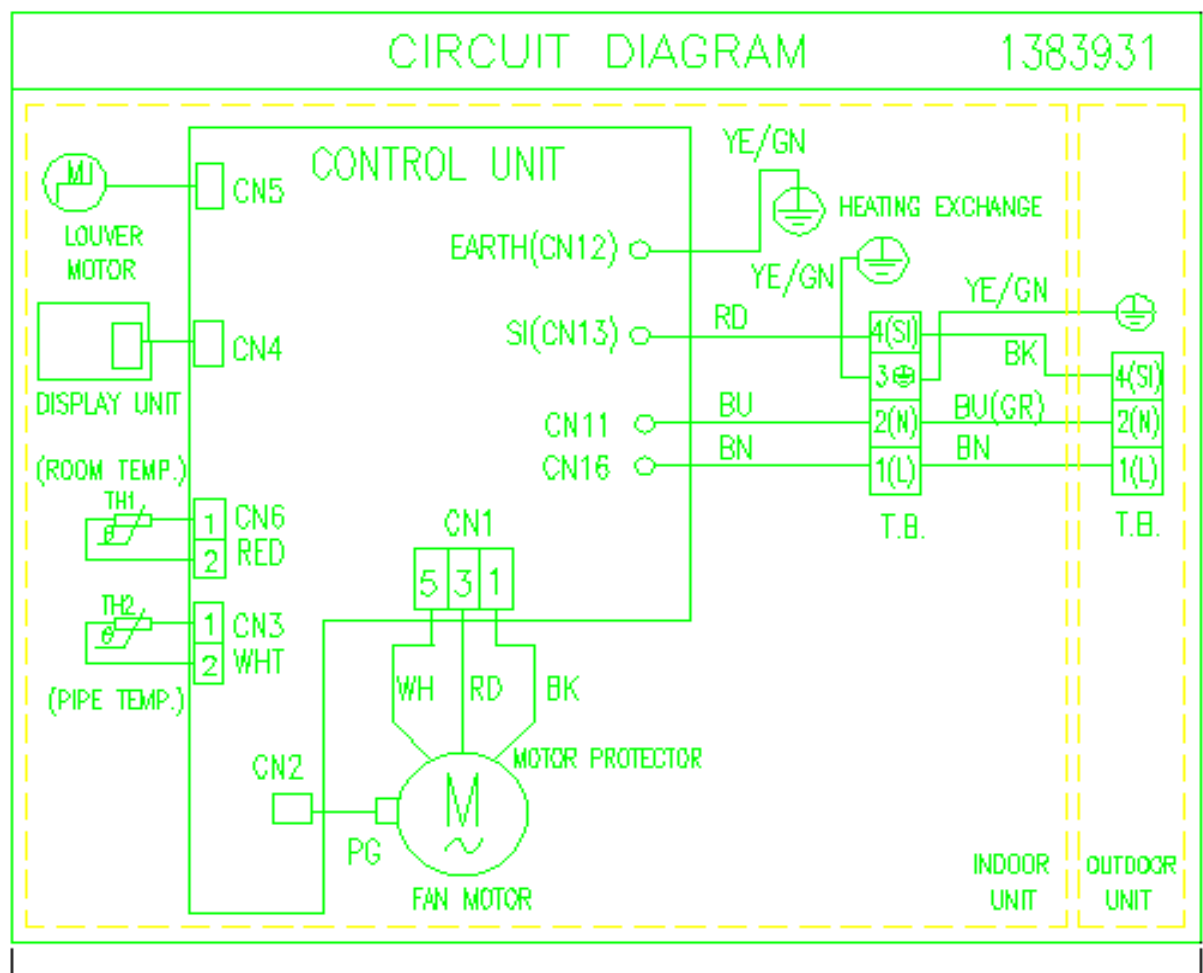 CIRCUIT DIAGRAM 1383931
CONTROL UNIT
M
LOUVER
MOTOR
CN5
DISPLAY UNIT
CN4
(ROOM TEMP.)
TH1
θ
1 CN6
2 RED
TH2
θ
1 CN3
2 WHT
(PIPE TEMP.)
YE/GN
HEATING EXCHANGE
EARTH(CN12)
YE/GN
SI(CN13)
RD
CN11
BU
CN16
BN
4(SI)
3
2(N)
1(L)
T.B.
YE/GN
BK
BU(GR)
BN
4(SI)
2(N)
1(L)
T.B.
CN1
5 3 1
WH RD BK
MOTOR PROTECTOR
CN2
PG
M
~
FAN MOTOR
INDOOR
UNIT
OUTDOOR
UNIT